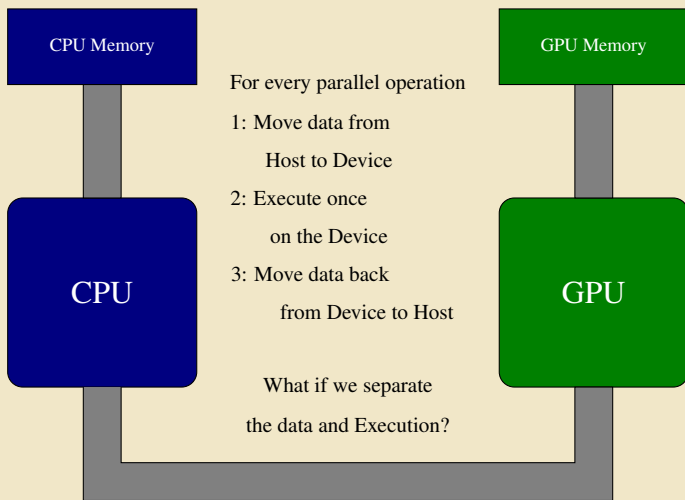 CPU Memory
GPU Memory
For every parallel operation
1: Move data from
Host to Device
2: Execute once
on the Device
3: Move data back
from Device to Host
CPU
GPU
What if we separate
the data and Execution?